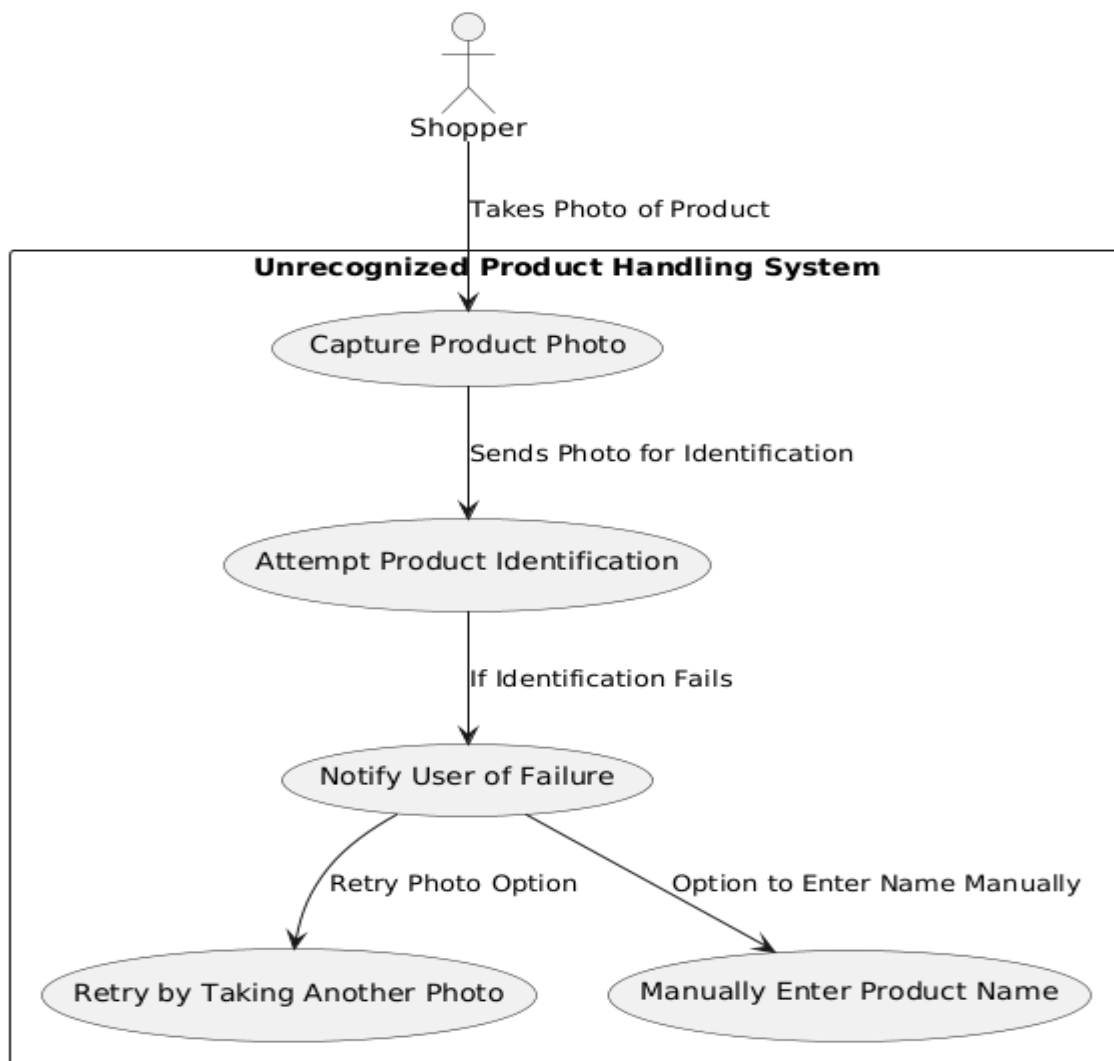 Shopper
Takes Photo of Product
Unrecognized Product Handling System
Capture Product Photo
Sends Photo for Identification
Attempt Product Identification
If Identification Fails
Notify User of Failure
Retry Photo Option
Option to Enter Name Manually
Retry by Taking Another Photo
Manually Enter Product Name